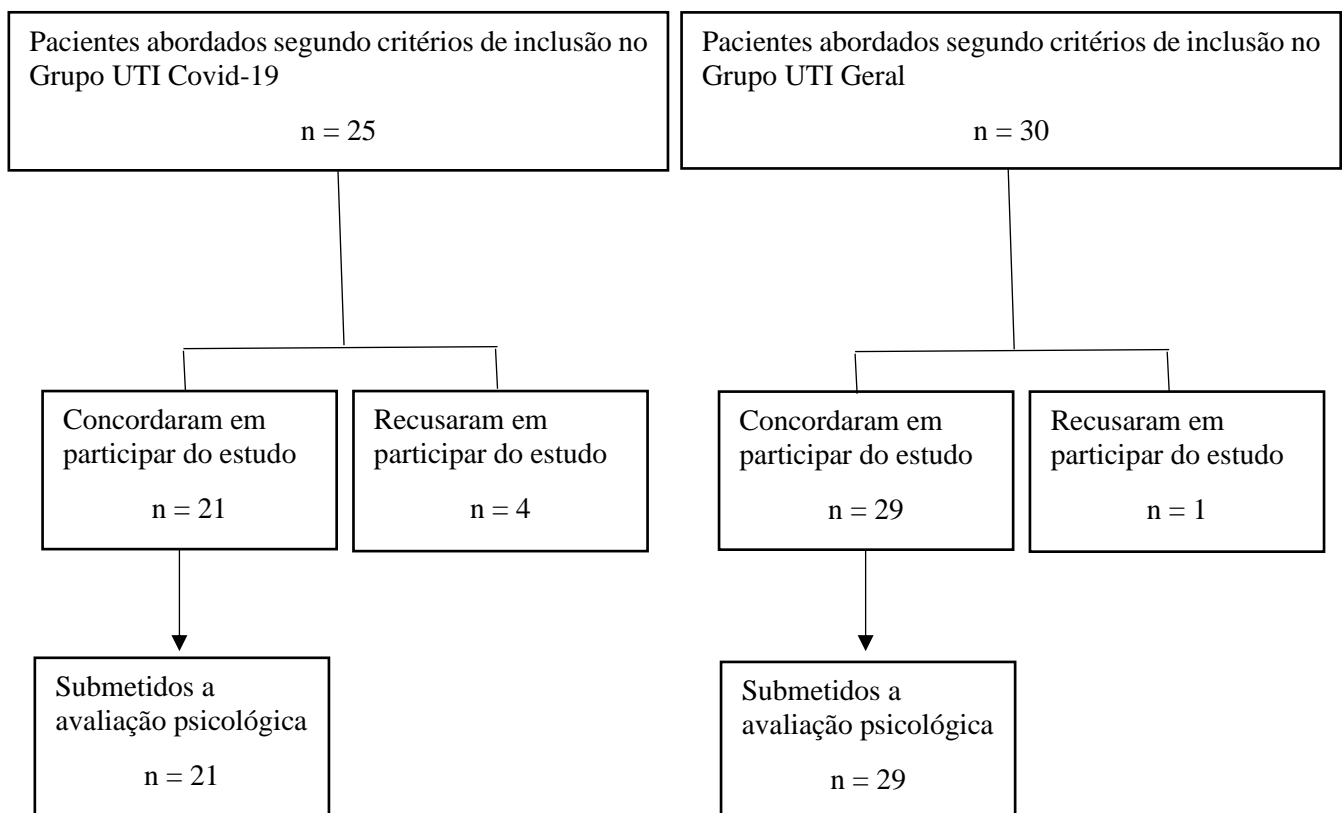 Pacientes abordados segundo critérios de inclusão no
Grupo UTI Covid-19
n = 25
Pacientes abordados segundo critérios de inclusão no
Grupo UTI Geral
n = 30
Concordaram em
participar do estudo
n = 21
Recusaram em
participar do estudo
n = 4
Concordaram em
participar do estudo
n = 29
Recusaram em
participar do estudo
n = 1
Submetidos a
avaliação psicológica
n = 21
Submetidos a
avaliação psicológica
n = 29